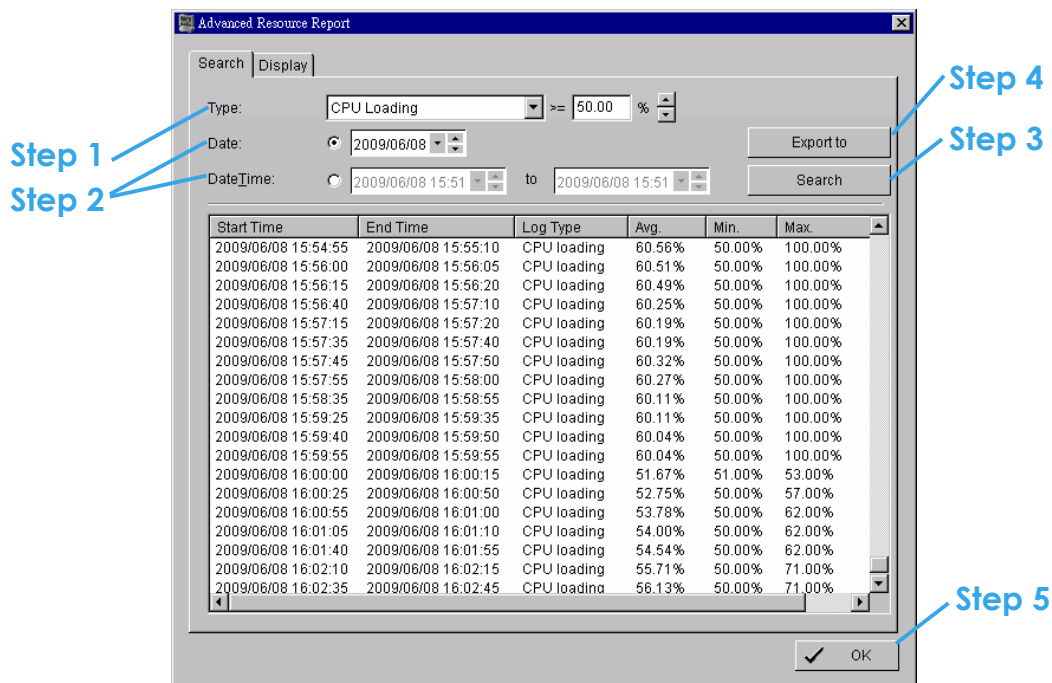 Advanced Resource Report
Search Display
Type: CPU Loading >= 50.00 %
Date: 2009/06/08
DateTime: 2009/06/08 15:51 to 2009/06/08 15:51
Export to
Search
Start Time End Time Log Type Avg. Min. Max.
2009/06/08 15:54:55 2009/06/08 15:55:10 CPU loading 60.56% 50.00% 100.00%
2009/06/08 15:56:00 2009/06/08 15:56:05 CPU loading 60.51% 50.00% 100.00%
2009/06/08 15:56:15 2009/06/08 15:56:20 CPU loading 60.49% 50.00% 100.00%
2009/06/08 15:56:40 2009/06/08 15:57:10 CPU loading 60.25% 50.00% 100.00%
2009/06/08 15:57:15 2009/06/08 15:57:20 CPU loading 60.19% 50.00% 100.00%
2009/06/08 15:57:35 2009/06/08 15:57:40 CPU loading 60.19% 50.00% 100.00%
2009/06/08 15:57:45 2009/06/08 15:57:50 CPU loading 60.32% 50.00% 100.00%
2009/06/08 15:57:55 2009/06/08 15:58:00 CPU loading 60.27% 50.00% 100.00%
2009/06/08 15:58:35 2009/06/08 15:58:55 CPU loading 60.11% 50.00% 100.00%
2009/06/08 15:59:25 2009/06/08 15:59:35 CPU loading 60.11% 50.00% 100.00%
2009/06/08 15:59:40 2009/06/08 15:59:50 CPU loading 60.04% 50.00% 100.00%
2009/06/08 15:59:55 2009/06/08 15:59:55 CPU loading 60.04% 50.00% 100.00%
2009/06/08 16:00:00 2009/06/08 16:00:15 CPU loading 51.67% 51.00% 53.00%
2009/06/08 16:00:25 2009/06/08 16:00:50 CPU loading 52.75% 50.00% 57.00%
2009/06/08 16:00:55 2009/06/08 16:01:00 CPU loading 53.78% 50.00% 62.00%
2009/06/08 16:01:05 2009/06/08 16:01:10 CPU loading 54.00% 50.00% 62.00%
2009/06/08 16:01:40 2009/06/08 16:01:55 CPU loading 54.54% 50.00% 62.00%
2009/06/08 16:02:10 2009/06/08 16:02:15 CPU loading 55.71% 50.00% 71.00%
2009/06/08 16:02:35 2009/06/08 16:02:45 CPU loading 56.13% 50.00% 71.00%
OK
Step 1
Step 2
Step 4
Step 3
Step 5